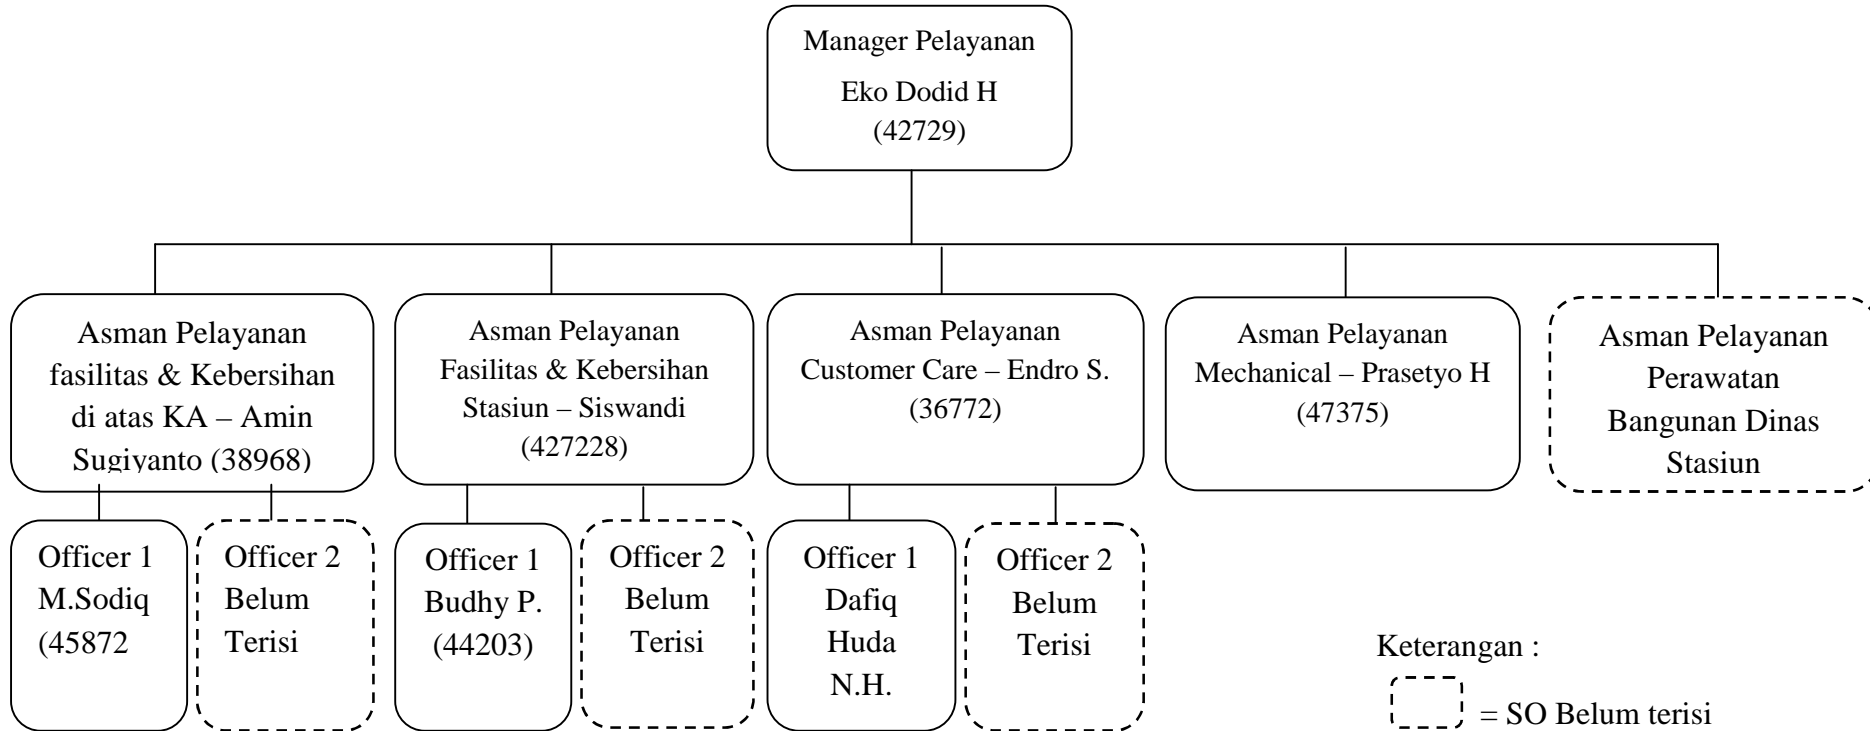 Manager Pelayanan
Eko Dodid H
(42729)
Asman Pelayanan
fasilitas & Kebersihan
di atas KA – Amin
Sugiyanto (38968)
Asman Pelayanan
Fasilitas & Kebersihan
Stasiun – Siswandi
(427228)
Asman Pelayanan
Customer Care – Endro S.
(36772)
Asman Pelayanan
Mechanical – Prasetyo H
(47375)
Asman Pelayanan
Perawatan
Bangunan Dinas
Stasiun
Officer 1
M.Sodiq
(45872
Officer 2
Belum
Terisi
Officer 1
Budhy P.
(44203)
Officer 2
Belum
Terisi
Officer 1
Dafiq
Huda
N.H.
Officer 2
Belum
Terisi
Keterangan :
= SO Belum terisi